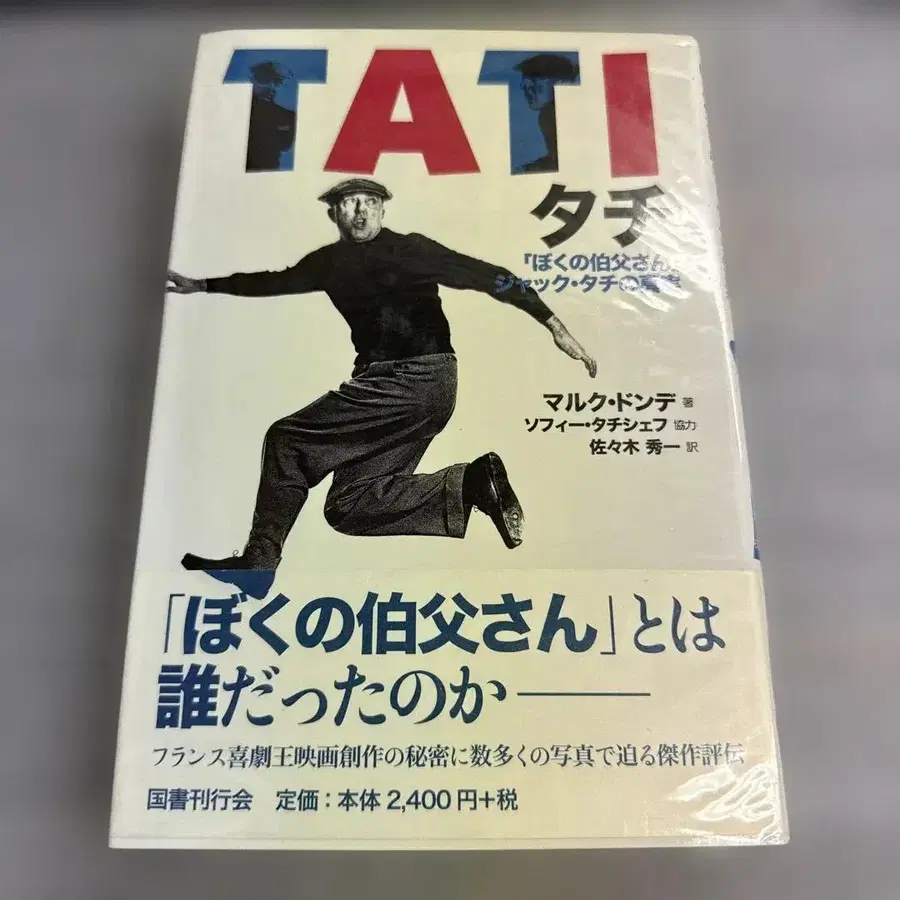 TATI
タチ
「ぼくの伯父さん」
ジャック・タチの真実
マルク・ドンデ 著
ソフィー・タチシェフ 協力
佐々木 秀一 訳
「ぼくの伯父さん」とは
誰だったのか――
フランス喜劇王映画創作の秘密に数多くの写真で迫る傑作評伝
国書刊行会 定価：本体2,400円+税